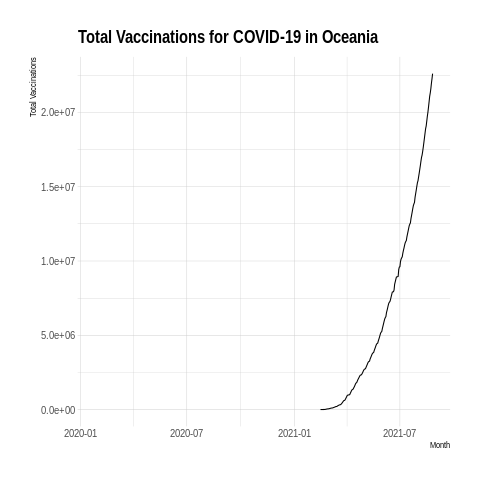 Total Vaccinations for COVID-19 in Oceania
Total Vaccinations
2.0e+07
1.5e+07
1.0e+07
5.0e+06
0.0e+00
2020-01 2020-07 2021-01 2021-07
Month